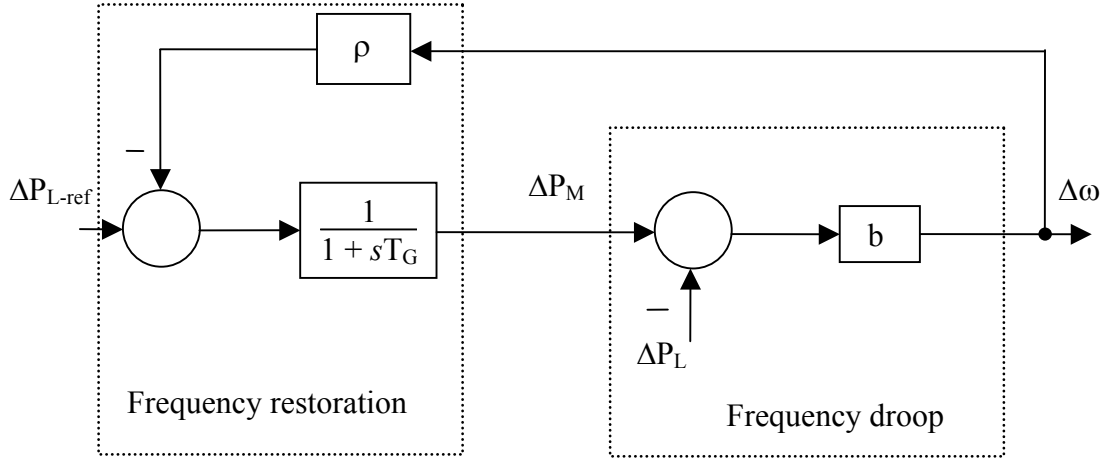 ρ
−
ΔP_L-ref
1
1 + sT_G
ΔP_M
b
Δω
−
ΔP_L
Frequency restoration
Frequency droop